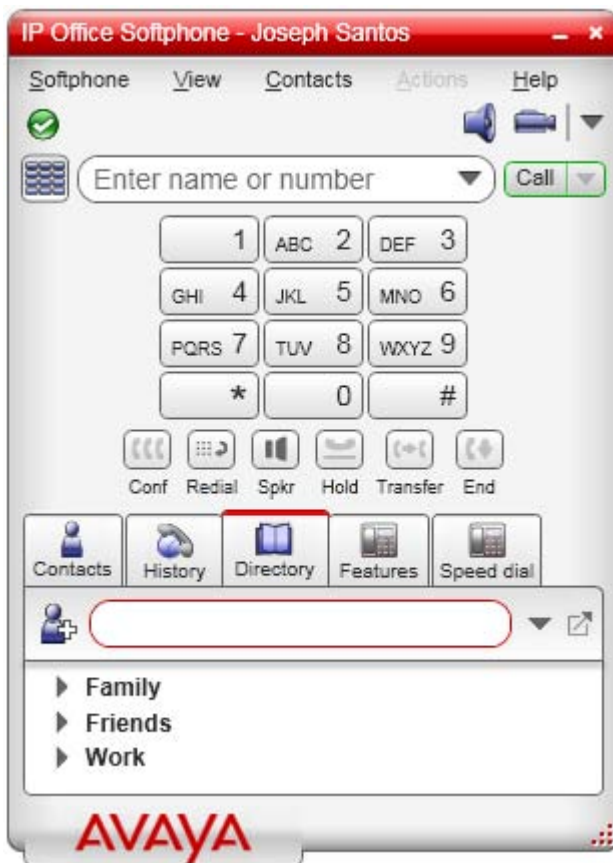 IP Office Softphone - Joseph Santos
Softphone View Contacts Actions Help
Enter name or number Call
1 ABC 2 DEF 3
GHI 4 JKL 5 MNO 6
PQRS 7 TUV 8 WXYZ 9
* 0 #
Conf Redial Spkr Hold Transfer End
Contacts History Directory Features Speed dial
Family
Friends
Work
AVAYA